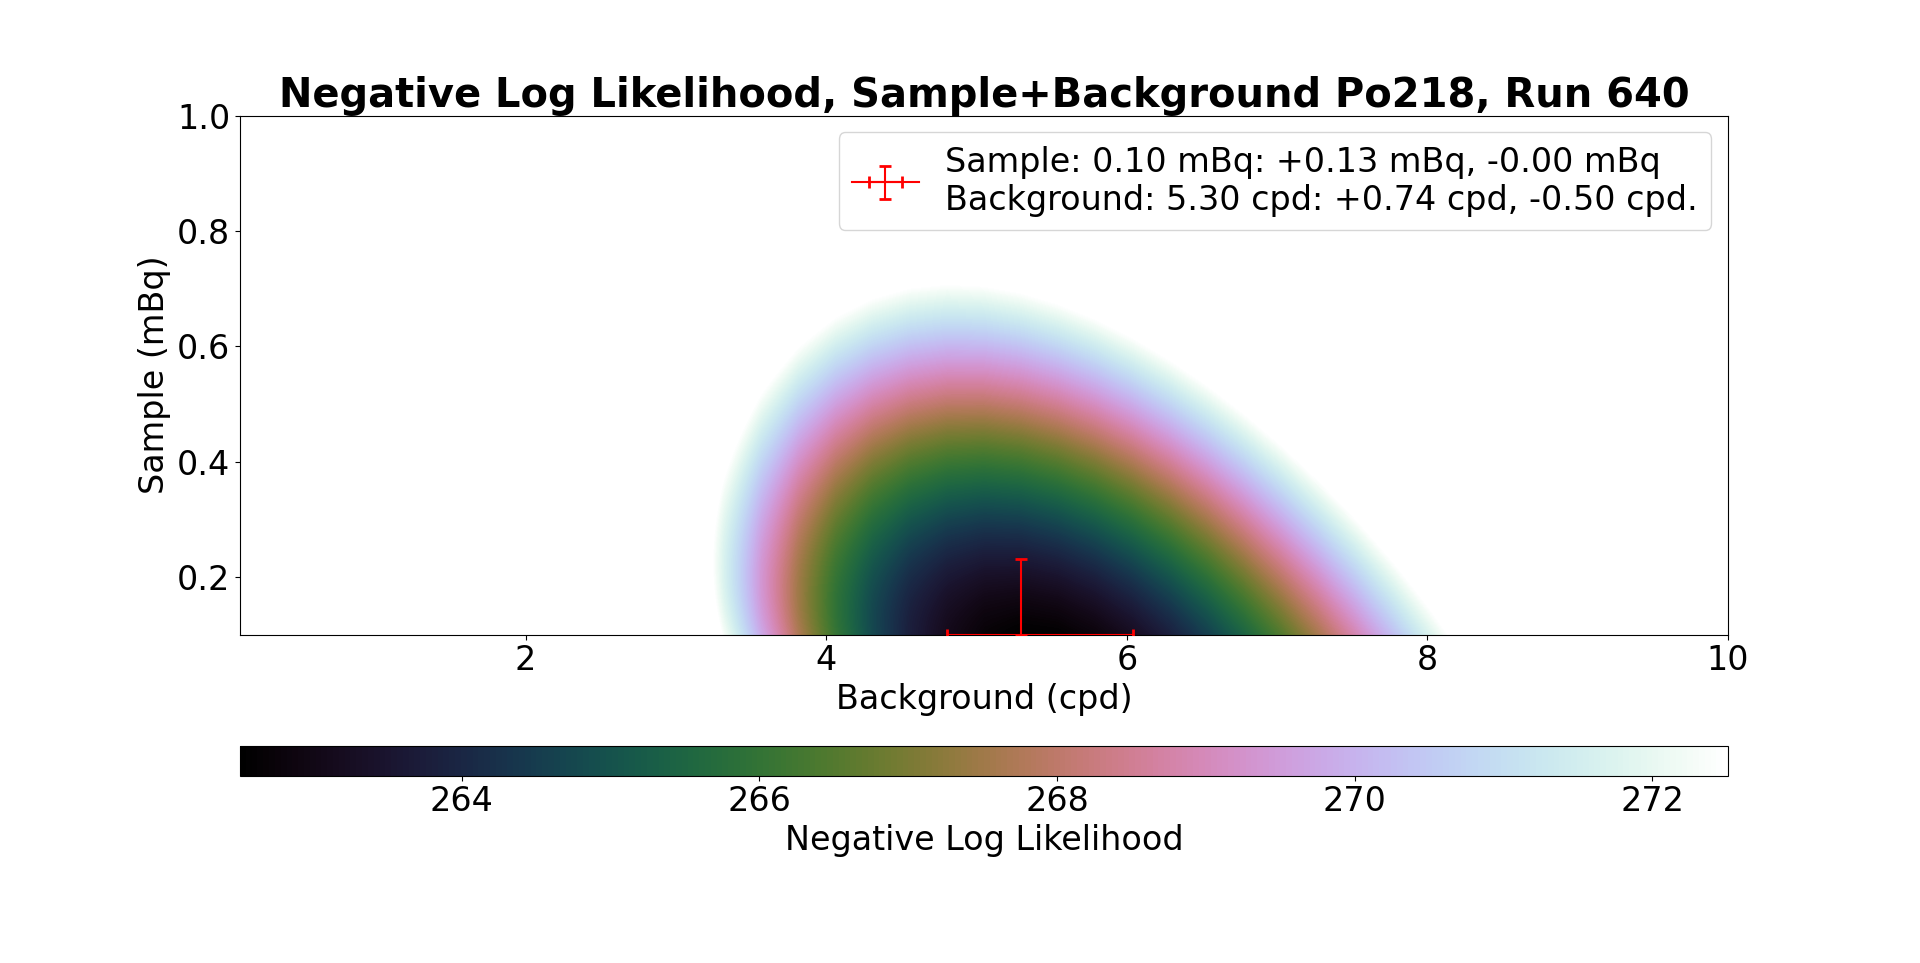 Negative Log Likelihood, Sample+Background Po218, Run 640
1.0
0.8
0.6
0.4
0.2
Sample (mBq)
Sample: 0.10 mBq: +0.13 mBq, -0.00 mBq
Background: 5.30 cpd: +0.74 cpd, -0.50 cpd.
2 4 6 8 10
Background (cpd)
264 266 268 270 272
Negative Log Likelihood